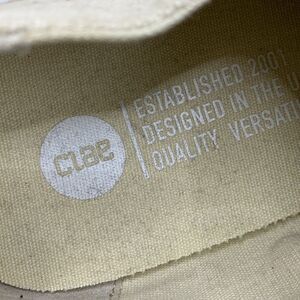 clae
ESTABLISHED 2001
DESIGNED IN THE
QUALITY VERSATI